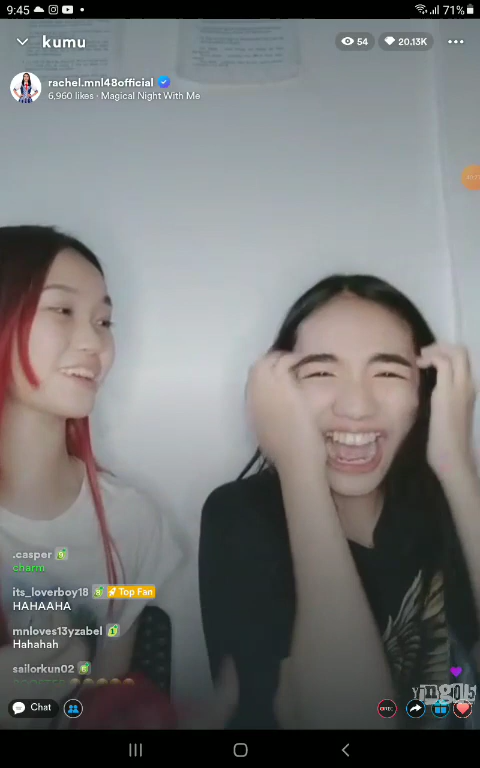 9:45
71%
kumu
54
20.13K
rachel.mnl48official
6,960 likes · Magical Night With Me
.casper
charm
its_loverboy18 Top Fan
HAHAAHA
mnloves13yzabel
Hahahah
sailorkun02
Chat